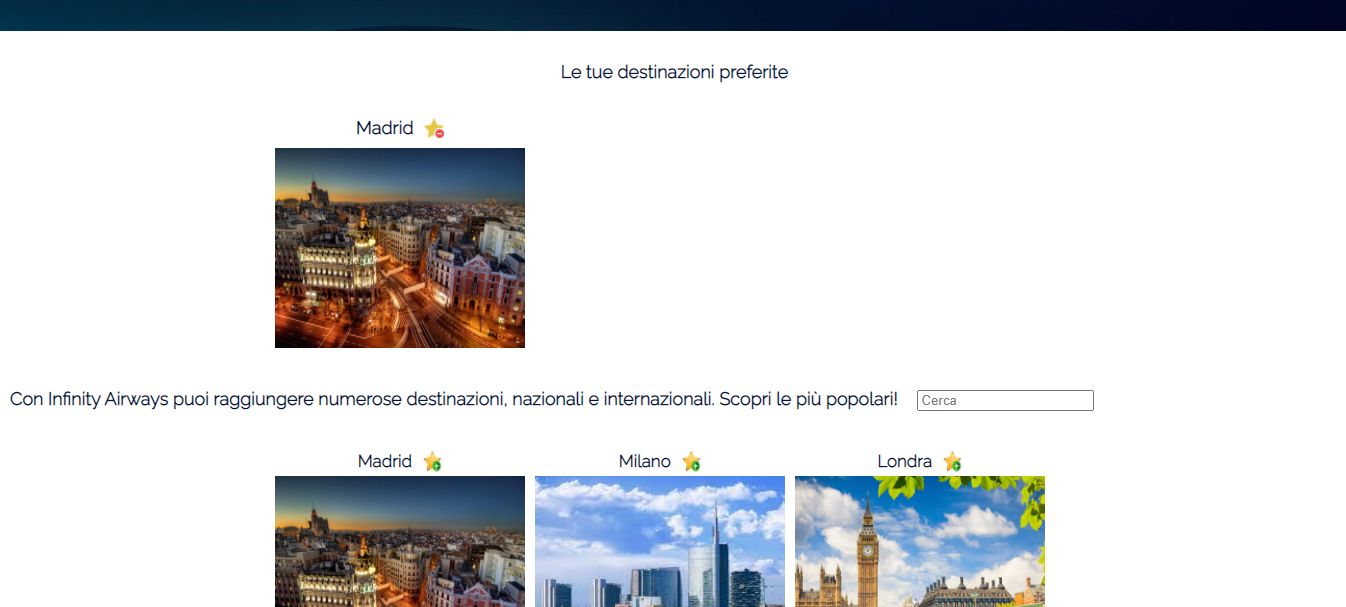 Le tue destinazioni preferite
Madrid
Con Infinity Airways puoi raggiungere numerose destinazioni, nazionali e internazionali. Scopri le più popolari! Cerca
Madrid Milano Londra